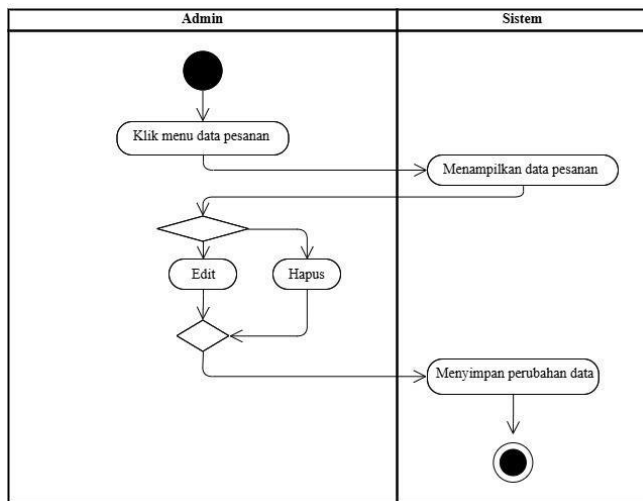 Admin
Sistem
Klik menu data pesanan
Menampilkan data pesanan
Edit
Hapus
Menyimpan perubahan data